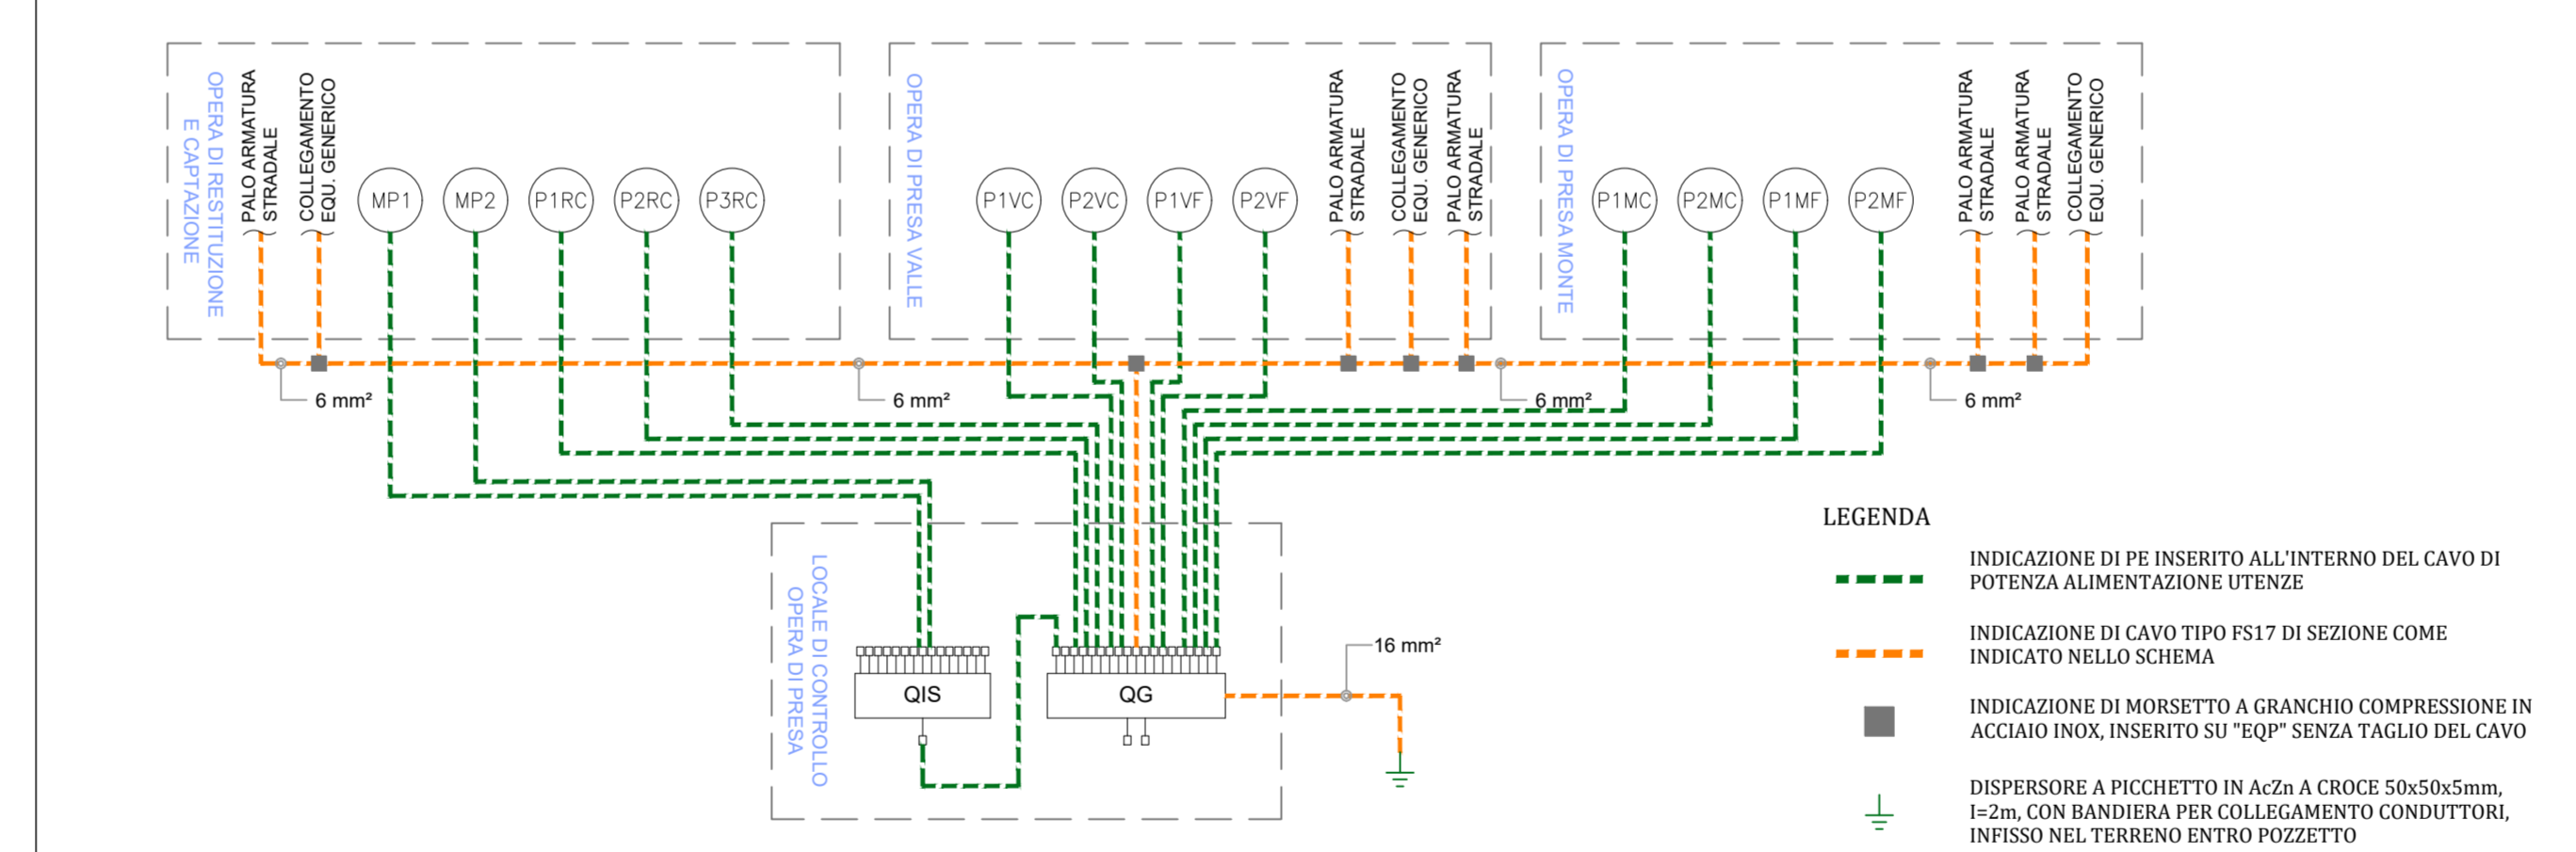 OPERA DI RESTITUZIONE
E CAPTAZIONE
PALO ARMATURA
STRADALE
COLLEGAMENTO
EQU. GENERICO
MP1
MP2
P1RC
P2RC
P3RC
OPERA DI PRESA VALLE
P1VC
P2VC
P1VF
P2VF
PALO ARMATURA
STRADALE
COLLEGAMENTO
EQU. GENERICO
PALO ARMATURA
STRADALE
OPERA DI PRESA MONTE
P1MC
P2MC
P1MF
P2MF
PALO ARMATURA
STRADALE
PALO ARMATURA
STRADALE
COLLEGAMENTO
EQU. GENERICO
6 mm²
6 mm²
6 mm²
6 mm²
LOCALE DI CONTROLLO
OPERA DI PRESA
QIS
QG
16 mm²
LEGENDA
INDICAZIONE DI PE INSERITO ALL'INTERNO DEL CAVO DI
POTENZA ALIMENTAZIONE UTENZE
INDICAZIONE DI CAVO TIPO FS17 DI SEZIONE COME
INDICATO NELLO SCHEMA
INDICAZIONE DI MORSETTO A GRANCHIO COMPRESSIONE IN
ACCIAIO INOX, INSERITO SU "EQP" SENZA TAGLIO DEL CAVO
DISPERSORE A PICCHETTO IN AcZn A CROCE 50x50x5mm,
I=2m, CON BANDIERA PER COLLEGAMENTO CONDUTTORI,
INFISSO NEL TERRENO ENTRO POZZETTO